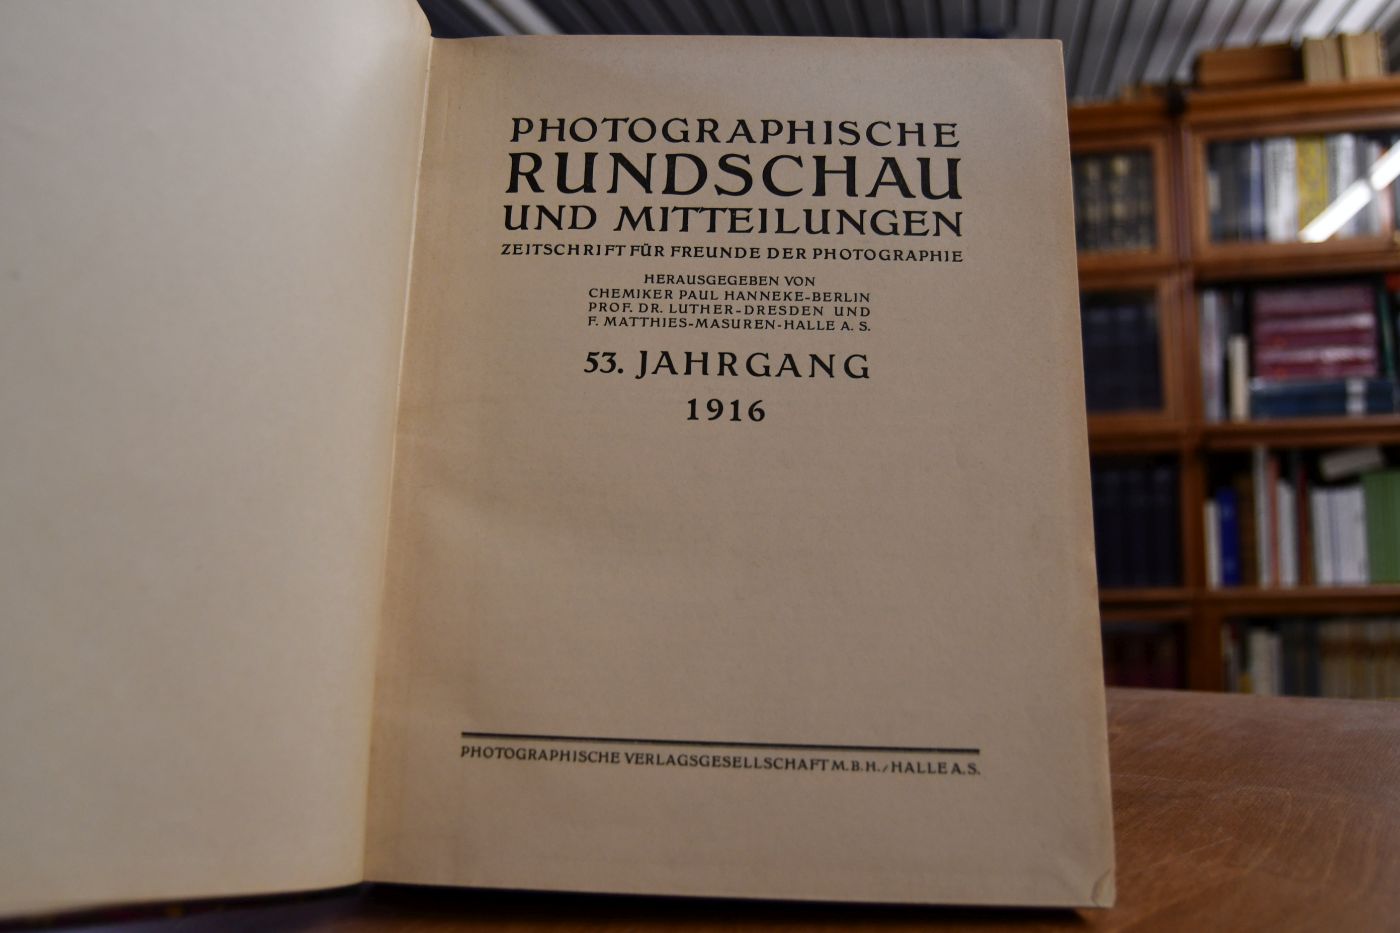 PHOTOGRAPHISCHE
RUNDSCHAU
UND MITTEILUNGEN
ZEITSCHRIFT FÜR FREUNDE DER PHOTOGRAPHIE
HERAUSGEGEBEN VON
CHEMIKER PAUL HANNEKE-BERLIN
PROF. DR. LUTHER-DRESDEN UND
F. MATTHIES-MASUREN-HALLE A. S.
53. JAHRGANG
1916
PHOTOGRAPHISCHE VERLAGSGESELLSCHAFT M. B. H. / HALLE A. S.